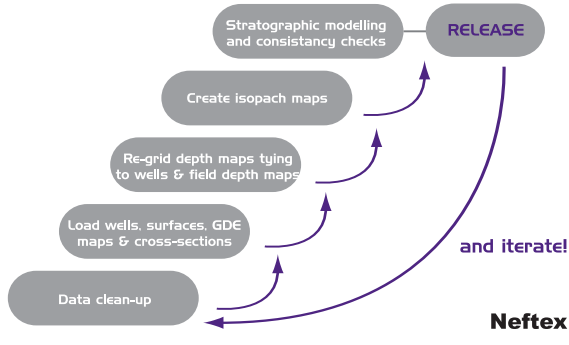 Stratographic modelling
and consistancy checks
RELEASE
Create isopach maps
Re-grid depth maps tying
to wells & field depth maps
Load wells, surfaces, GDE
maps & cross-sections
and iterate!
Data clean-up
Neftex